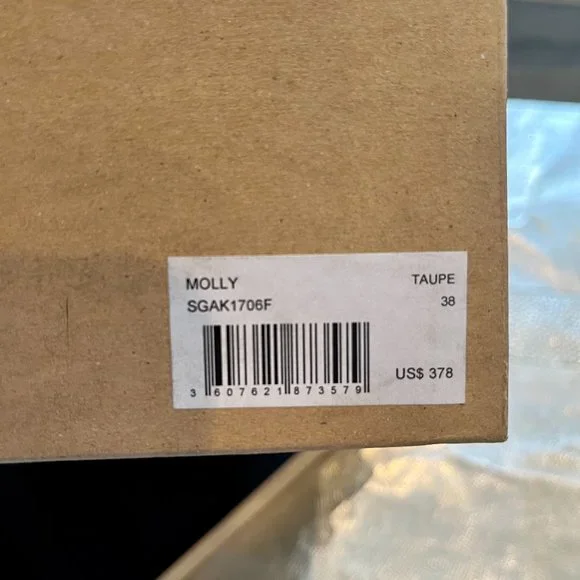 MOLLY TAUPE
SGAK1706F 38
US$ 378
3 607621 873579